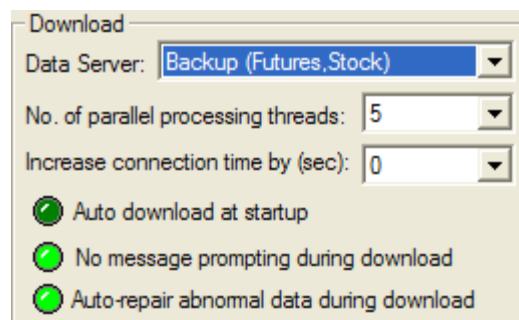 Download
Data Server: Backup (Futures,Stock)
No. of parallel processing threads: 5
Increase connection time by (sec): 0
Auto download at startup
No message prompting during download
Auto-repair abnormal data during download